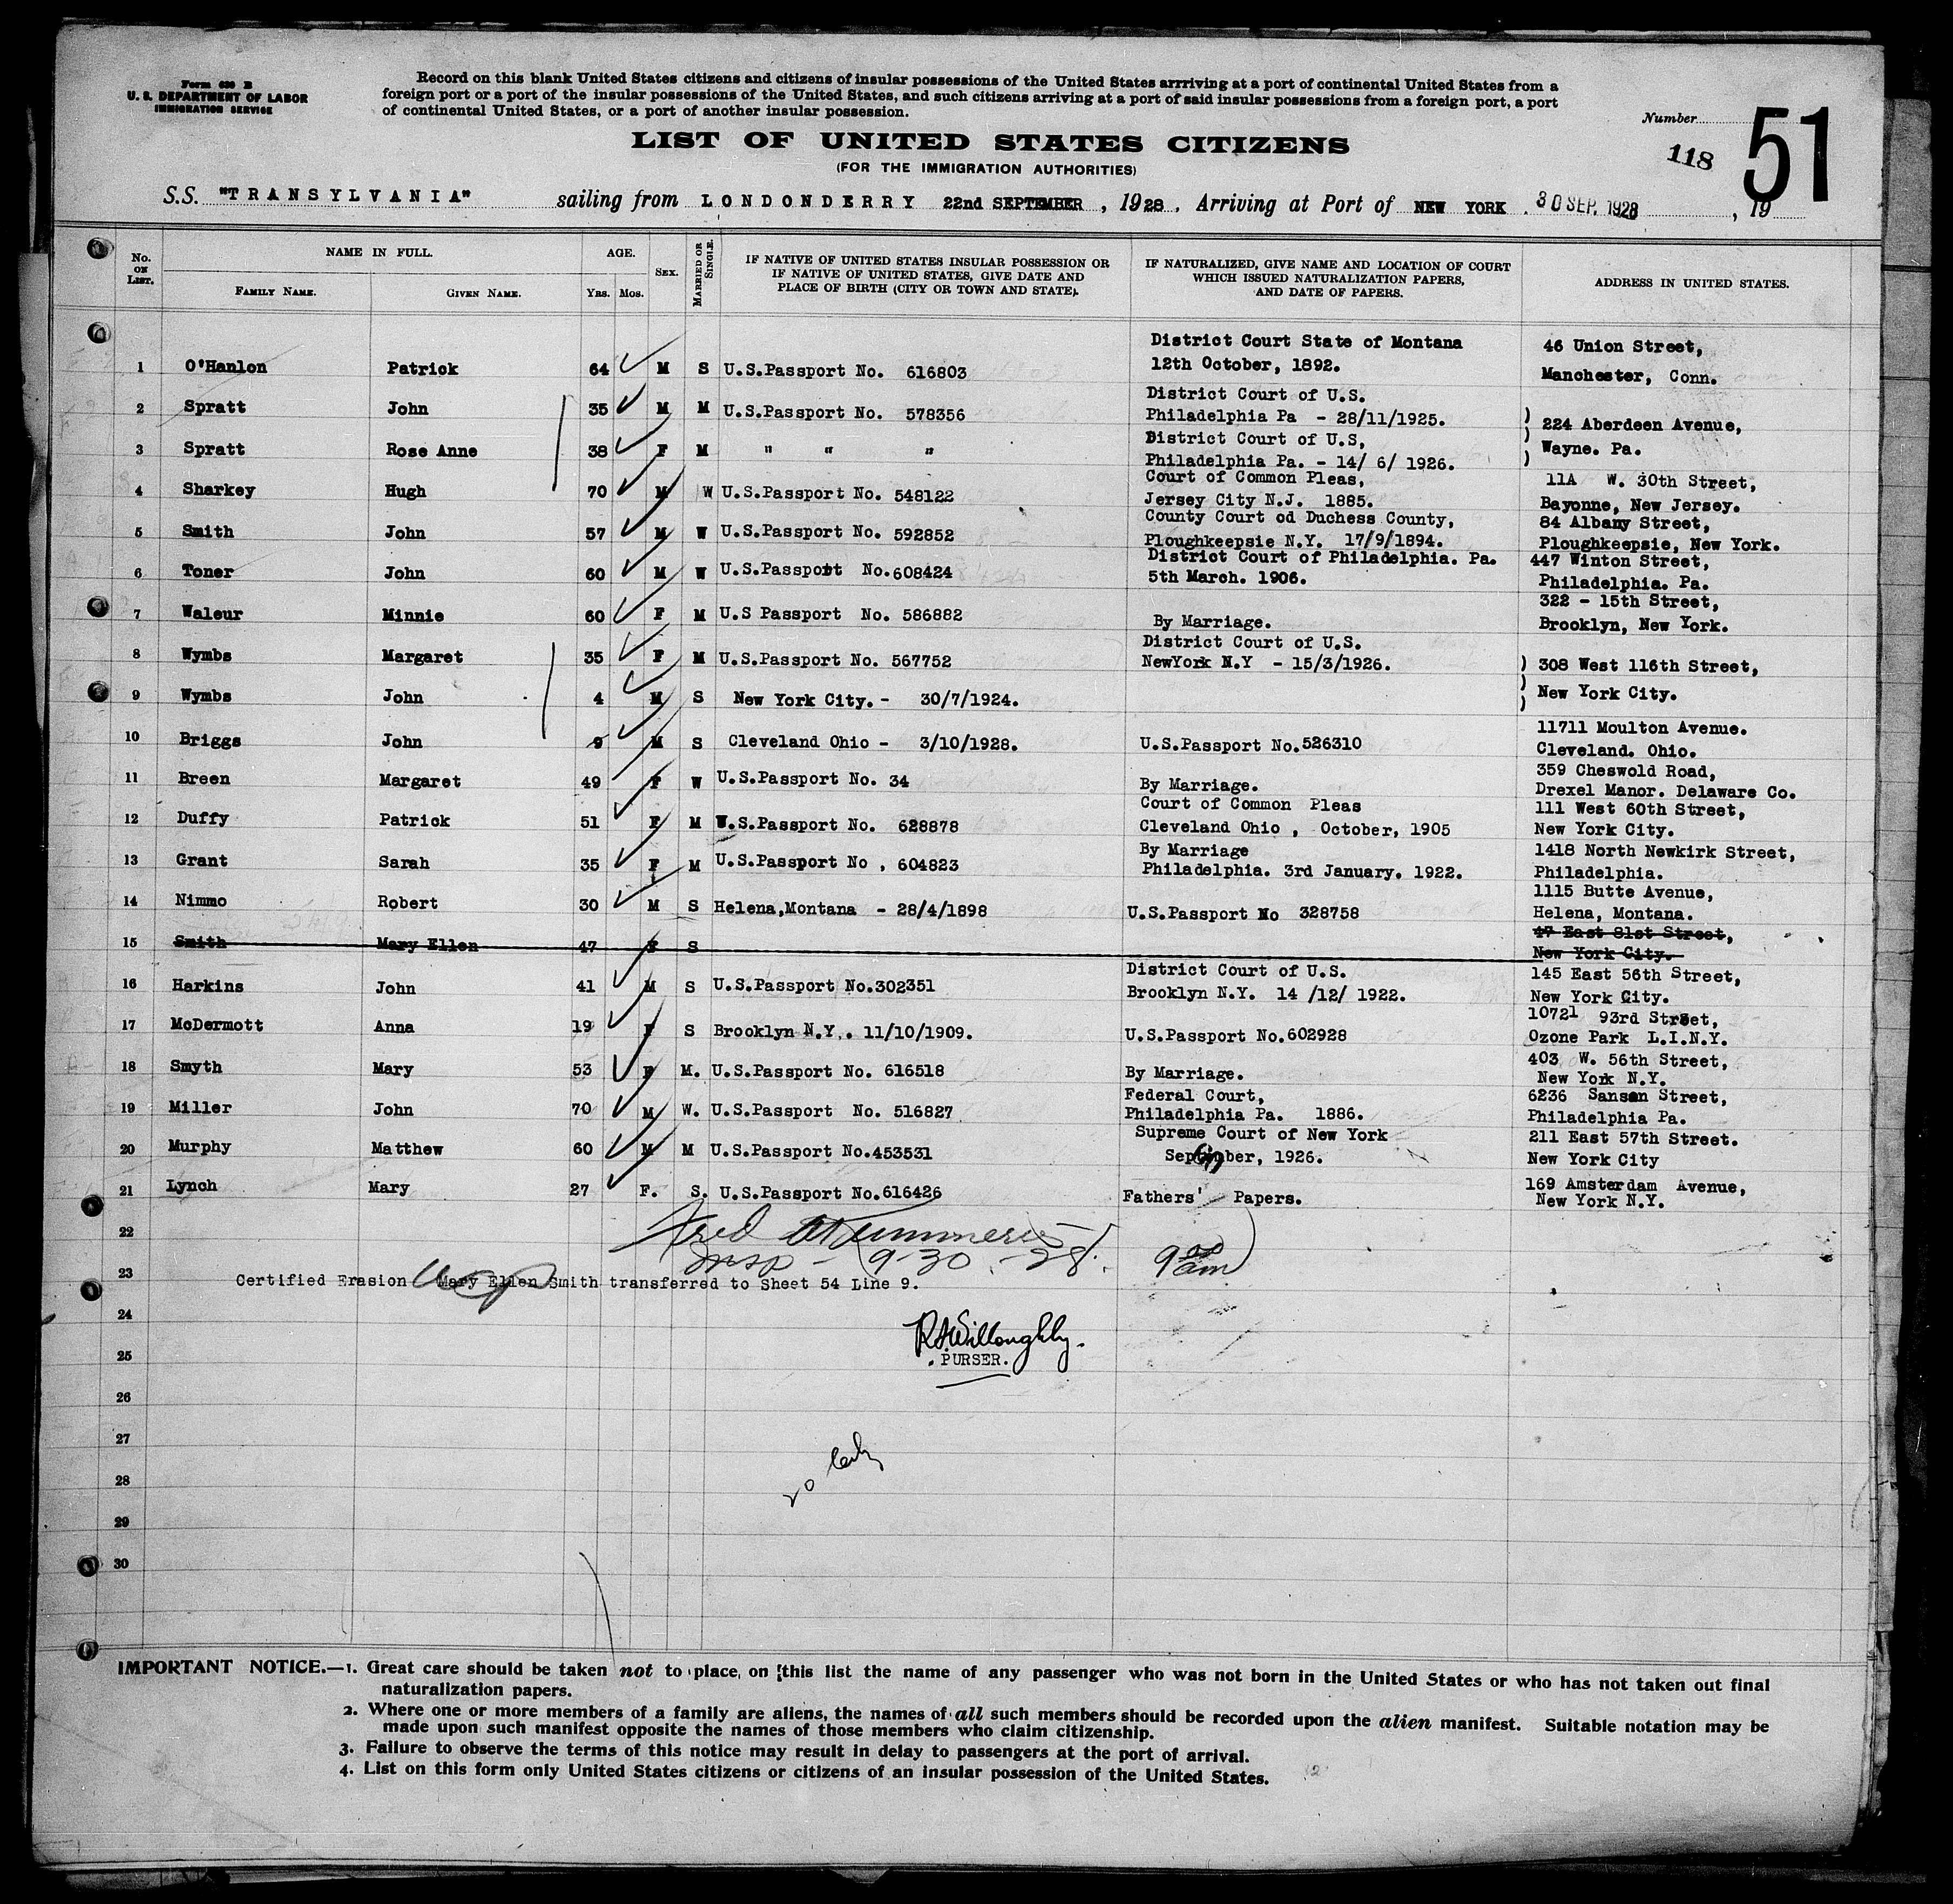 Form 630 B
U. S. DEPARTMENT OF LABOR
IMMIGRATION SERVICE
Record on this blank United States citizens and citizens of insular possessions of the United States arrriving at a port of continental United States from a
foreign port or a port of the insular possessions of the United States, and such citizens arriving at a port of said insular possessions from a foreign port, a port
of continental United States, or a port of another insular possession.
Number 51
118
LIST OF UNITED STATES CITIZENS
(FOR THE IMMIGRATION AUTHORITIES)
S.S. "TRANSYLVANIA" sailing from LONDONDERRY 22nd SEPTEMBER, 1928, Arriving at Port of NEW YORK. 30 SEP. 1928, 19
No. ON LIST. NAME IN FULL. FAMILY NAME. GIVEN NAME. AGE. Yrs. Mos. SEX. MARRIED OR SINGLE. IF NATIVE OF UNITED STATES INSULAR POSSESSION OR IF NATIVE OF UNITED STATES, GIVE DATE AND PLACE OF BIRTH (CITY OR TOWN AND STATE). IF NATURALIZED, GIVE NAME AND LOCATION OF COURT WHICH ISSUED NATURALIZATION PAPERS, AND DATE OF PAPERS. ADDRESS IN UNITED STATES.
1 O'Hanlon Patrick 64 M S U.S.Passport No. 616803 District Court State of Montana 12th October, 1892. 46 Union Street, Manchester, Conn.
2 Spratt John 35 M M U.S.Passport No. 578356 District Court of U.S. Philadelphia Pa - 28/11/1925. ) 224 Aberdeen Avenue,
3 Spratt Rose Anne 38 F M " " " District Court of U.S, Philadelphia Pa. - 14/ 6/ 1926. ) Wayne. Pa.
4 Sharkey Hugh 70 M W U.S.Passport No. 548122 Court of Common Pleas, Jersey City N.J. 1885. 11A W. 30th Street, Bayonne, New Jersey.
5 Smith John 57 M W U.S.Passport No. 592852 County Court od Duchess County, Ploughkeepsie N.Y. 17/9/1894. 84 Albany Street, Ploughkeepsie, New York.
6 Toner John 60 M W U.S.Passport No.608424 District Court of Philadelphia. Pa. 5th March. 1906. 447 Winton Street, Philadelphia. Pa.
7 Waleur Minnie 60 F M U.S Passport No. 586882 By Marriage. 322 - 15th Street, Brooklyn, New York.
8 Wymbs Margaret 35 F M U.S.Passport No. 567752 District Court of U.S. NewYork N.Y - 15/3/1926. ) 308 West 116th Street,
9 Wymbs John 4 M S New York City. - 30/7/1924. ) New York City.
10 Briggs John 9 M S Cleveland Ohio - 3/10/1928. U.S.Passport No.526310 11711 Moulton Avenue. Cleveland. Ohio.
11 Breen Margaret 49 F W U.S.Passport No. 34 By Marriage. 359 Cheswold Road, Drexel Manor. Delaware Co.
12 Duffy Patrick 51 F M U.S.Passport No. 628878 Court of Common Pleas Cleveland Ohio , October, 1905 111 West 60th Street, New York City.
13 Grant Sarah 35 F M U.S.Passport No , 604823 By Marriage Philadelphia. 3rd January. 1922. 1418 North Newkirk Street, Philadelphia.
14 Nimmo Robert 30 M S Helena,Montana - 28/4/1898 U.S.Passport No 328758 1115 Butte Avenue, Helena, Montana.
15 Smith Mary Ellen 47 F S 47 East 81st Street, New York City.
16 Harkins John 41 M S U.S.Passport No.302351 District Court of U.S. Brooklyn N.Y. 14 /12/ 1922. 145 East 56th Street, New York City.
17 McDermott Anna 19 F S Brooklyn N.Y,. 11/10/1909. U.S.Passport No.602928 10721 93rd Street, Ozone Park L.I.N.Y.
18 Smyth Mary 53 F M. U.S.Passport No. 616518 By Marriage. 403 W. 56th Street, New York N.Y.
19 Miller John 70 M W. U.S.Passport No. 516827 Federal Court, Philadelphia Pa. 1886. 6236 Sansan Street, Philadelphia Pa.
20 Murphy Matthew 60 M M U.S.Passport No.453531 Supreme Court of New York September, 1926. 211 East 57th Street. New York City
21 Lynch Mary 27 F. S. U.S.Passport No.616426 Fathers' Papers. 169 Amsterdam Avenue, New York N.Y.
22 Fred
Insp - 9-30-28. 9 00 am
23 Certified Erasion Mary Ellen Smith transferred to Sheet 54 Line 9.
24 R.A.Willoughby.
25 PURSER.
26
27
28 20
29
30
IMPORTANT NOTICE.—1. Great care should be taken not to place on this list the name of any passenger who was not born in the United States or who has not taken out final
naturalization papers.
2. Where one or more members of a family are aliens, the names of all such members should be recorded upon the alien manifest. Suitable notation may be
made upon such manifest opposite the names of those members who claim citizenship.
3. Failure to observe the terms of this notice may result in delay to passengers at the port of arrival.
4. List on this form only United States citizens or citizens of an insular possession of the United States.